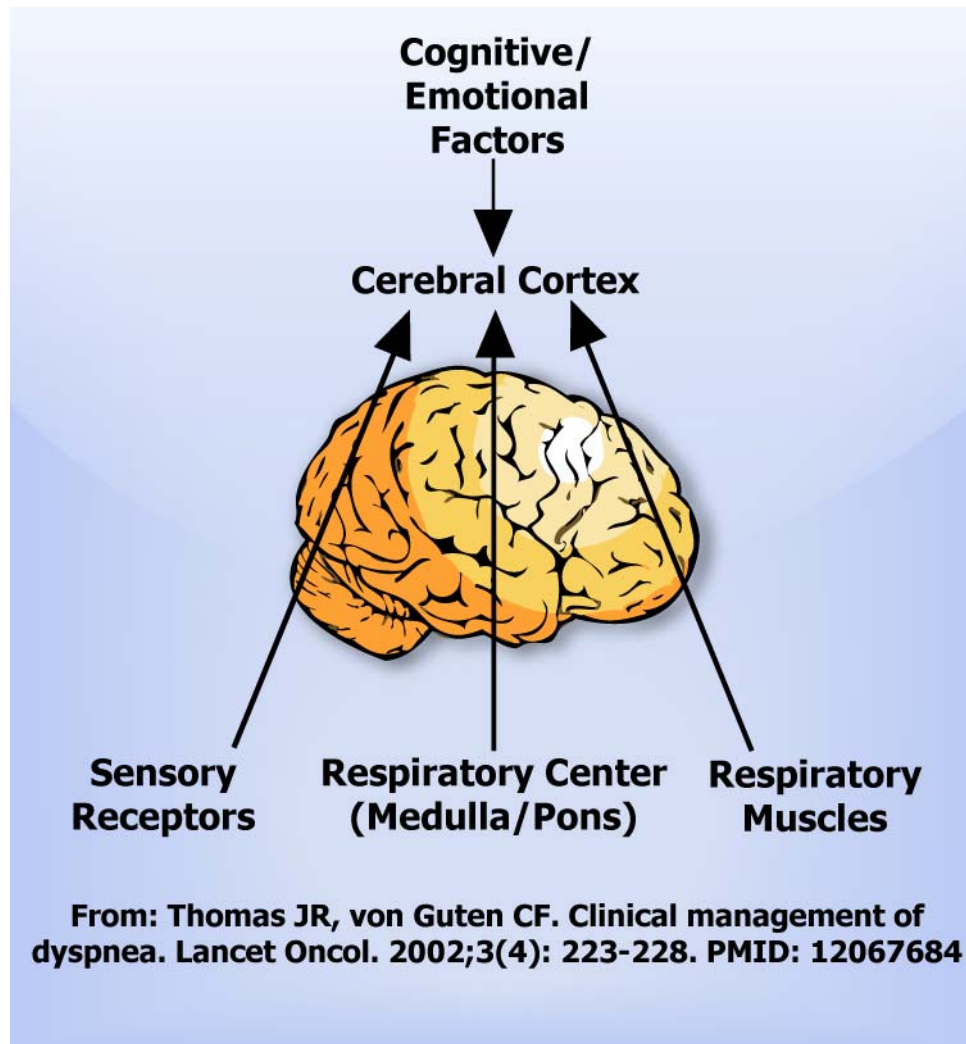 Cognitive/
Emotional
Factors
Cerebral Cortex
Sensory
Receptors
Respiratory Center
(Medulla/Pons)
Respiratory
Muscles
From: Thomas JR, von Guten CF. Clinical management of
dyspnea. Lancet Oncol. 2002;3(4): 223-228. PMID: 12067684